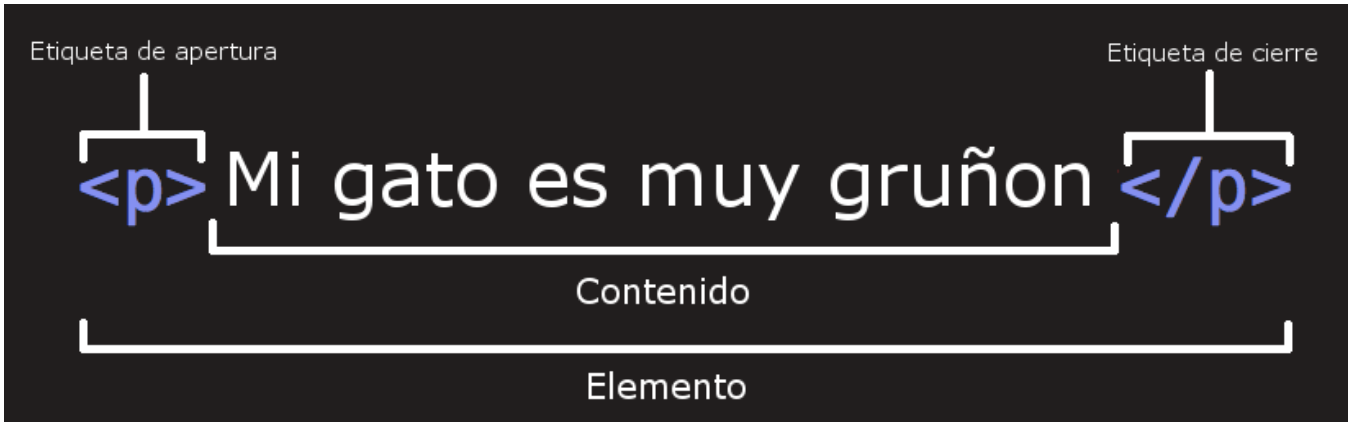 Etiqueta de apertura
Etiqueta de cierre
<p> Mi gato es muy gruñon </p>
Contenido
Elemento